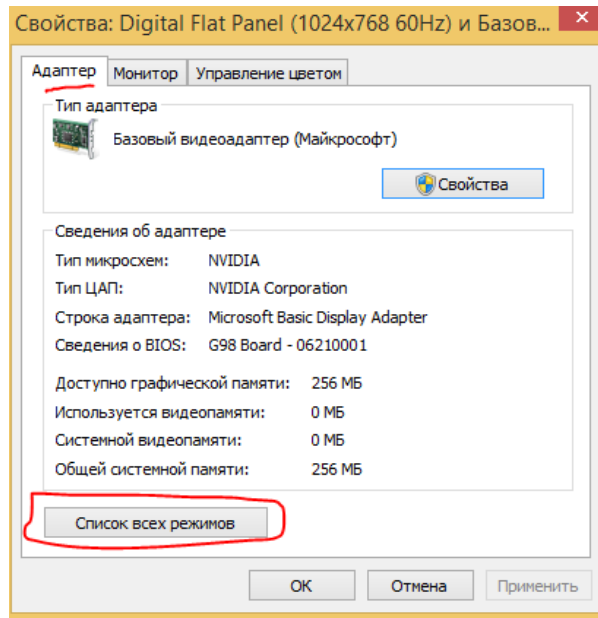 Свойства: Digital Flat Panel (1024x768 60Hz) и Базов...
Адаптер Монитор Управление цветом
Тип адаптера
Базовый видеоадаптер (Майкрософт)
Свойства
Сведения об адаптере
Тип микросхем: NVIDIA
Тип ЦАП: NVIDIA Corporation
Строка адаптера: Microsoft Basic Display Adapter
Сведения о BIOS: G98 Board - 06210001
Доступно графической памяти: 256 МБ
Используется видеопамяти: 0 МБ
Системной видеопамяти: 0 МБ
Общей системной памяти: 256 МБ
Список всех режимов
ОК Отмена Применить